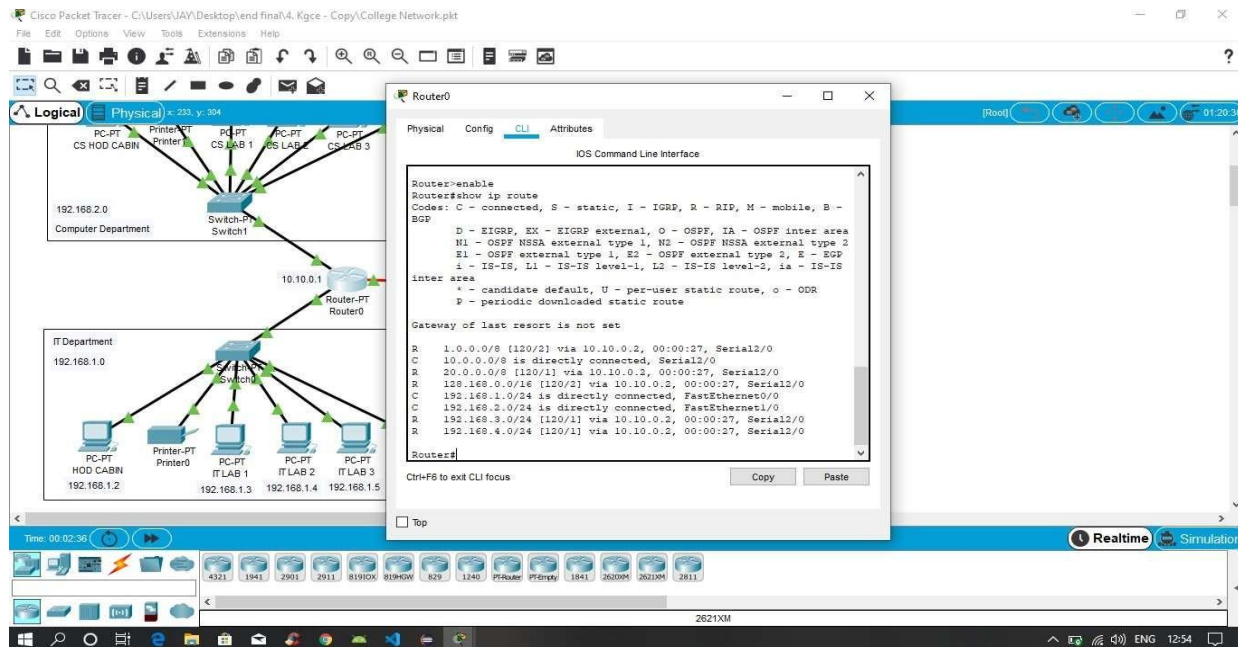 Cisco Packet Tracer - C:\Users\JAY\Desktop\end final\4. Kgce - Copy\College Network.pkt
File Edit Options View Tools Extensions Help
Logical
Physical
x: 233, y: 304
[Root]
01:20:3
PC-PT
CS HOD CABIN
Printer-PT
Printer1
PC-PT
CS LAB 1
PC-PT
CS LAB 2
PC-PT
CS LAB 3
192.168.2.0
Computer Department
Switch-PT
Switch1
10.10.0.1
Router-PT
Router0
IT Department
192.168.1.0
Switch-PT
Switch0
PC-PT
HOD CABIN
192.168.1.2
Printer-PT
Printer0
PC-PT
IT LAB 1
192.168.1.3
PC-PT
IT LAB 2
192.168.1.4
PC-PT
IT LAB 3
192.168.1.5
Router0
Physical Config CLI Attributes
IOS Command Line Interface
Router>enable
Router#show ip route
Codes: C - connected, S - static, I - IGRP, R - RIP, M - mobile, B -
BGP
D - EIGRP, EX - EIGRP external, O - OSPF, IA - OSPF inter area
N1 - OSPF NSSA external type 1, N2 - OSPF NSSA external type 2
E1 - OSPF external type 1, E2 - OSPF external type 2, E - EGP
i - IS-IS, L1 - IS-IS level-1, L2 - IS-IS level-2, ia - IS-IS
inter area
* - candidate default, U - per-user static route, o - ODR
P - periodic downloaded static route
Gateway of last resort is not set
R 1.0.0.0/8 [120/2] via 10.10.0.2, 00:00:27, Serial2/0
C 10.0.0.0/8 is directly connected, Serial2/0
R 20.0.0.0/8 [120/1] via 10.10.0.2, 00:00:27, Serial2/0
R 128.168.0.0/16 [120/2] via 10.10.0.2, 00:00:27, Serial2/0
C 192.168.1.0/24 is directly connected, FastEthernet0/0
C 192.168.2.0/24 is directly connected, FastEthernet1/0
R 192.168.3.0/24 [120/1] via 10.10.0.2, 00:00:27, Serial2/0
R 192.168.4.0/24 [120/1] via 10.10.0.2, 00:00:27, Serial2/0
Router#
Ctrl+F6 to exit CLI focus
Copy
Paste
Top
Time: 00:02:36
Realtime
Simulation
4321 1941 2901 2911 819IOX 819HGW 829 1240 PT-Router PT-Empty 1841 2620XM 2621XM 2811
2621XM
ENG 12:54